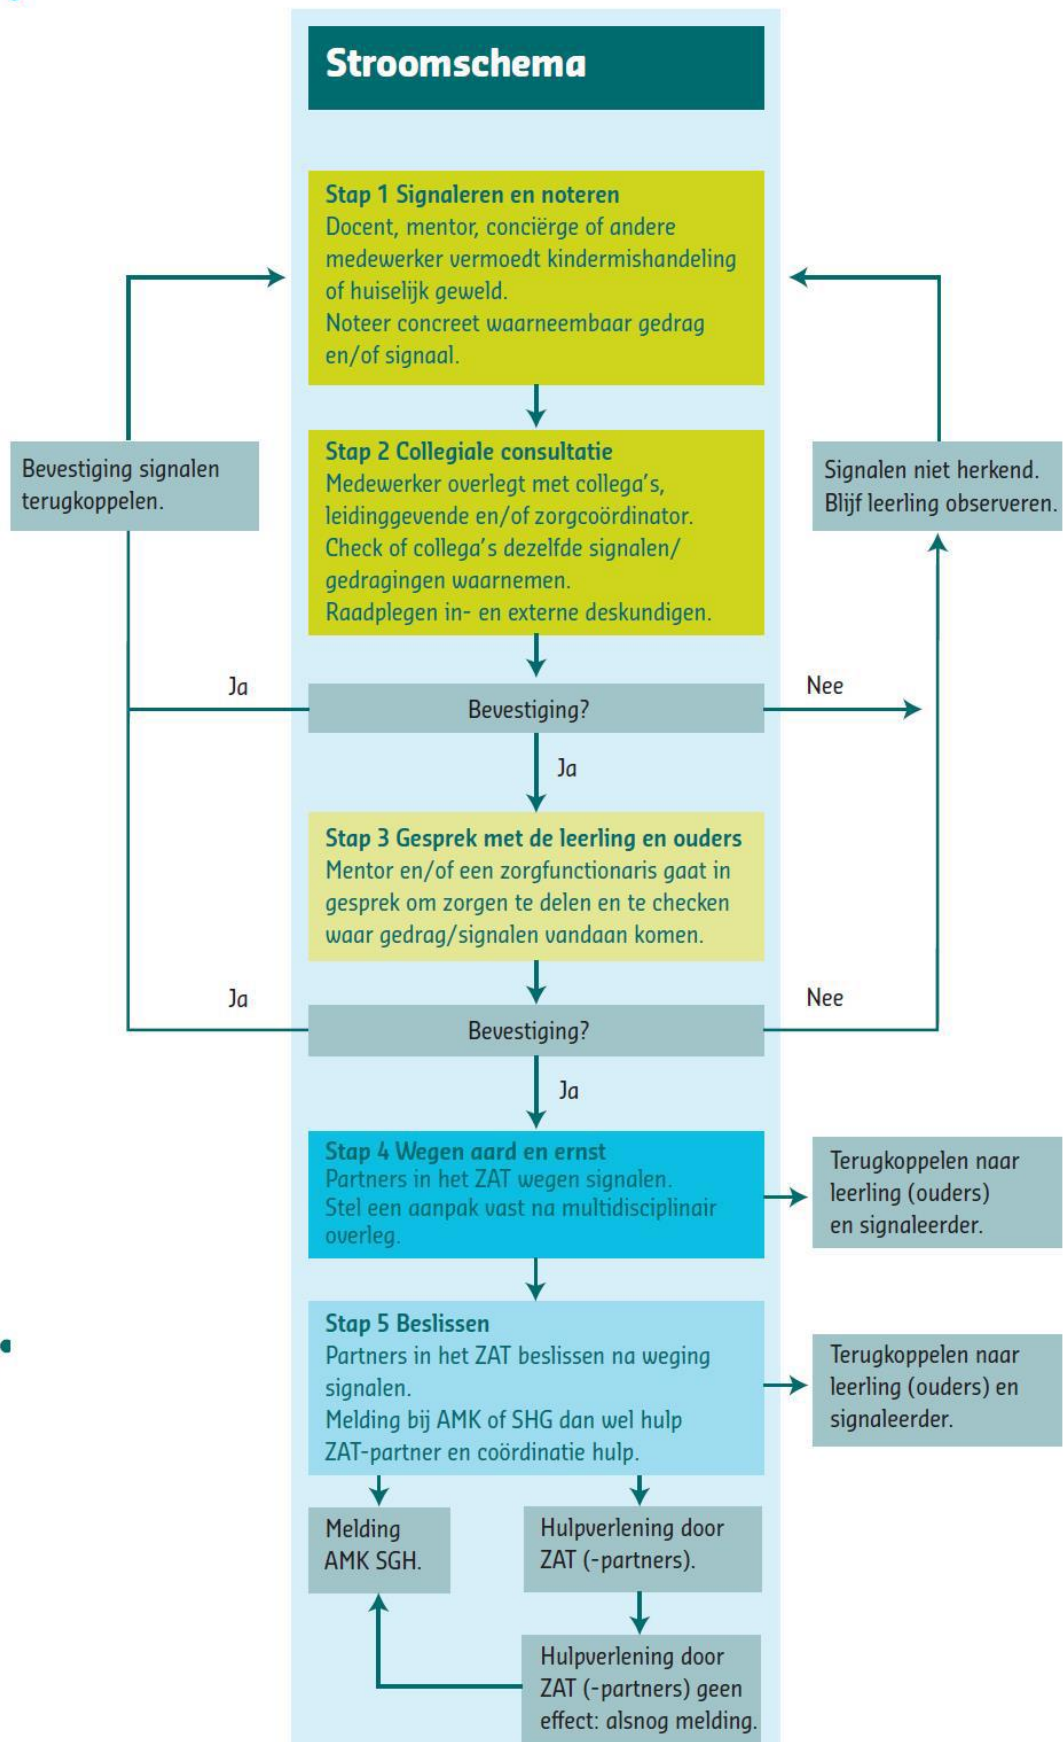 Stroomschema
Stap 1 Signaleren en noteren
Docent, mentor, conciërge of andere
medewerker vermoedt kindermishandeling
of huiselijk geweld.
Noteer concreet waarneembaar gedrag
en/of signaal.
Bevestiging signalen
terugkoppelen.
Stap 2 Collegiale consultatie
Medewerker overlegt met collega's,
leidinggevende en/of zorgcoördinator.
Check of collega's dezelfde signalen/
gedragingen waarnemen.
Raadplegen in- en externe deskundigen.
Signalen niet herkend.
Blijf leerling observeren.
Ja
Bevestiging?
Nee
Ja
Stap 3 Gesprek met de leerling en ouders
Mentor en/of een zorgfunctionaris gaat in
gesprek om zorgen te delen en te checken
waar gedrag/signalen vandaan komen.
Ja
Bevestiging?
Nee
Ja
Stap 4 Wegen aard en ernst
Partners in het ZAT wegen signalen.
Stel een aanpak vast na multidisciplinair
overleg.
Terugkoppelen naar
leerling (ouders)
en signaleerder.
Stap 5 Beslissen
Partners in het ZAT beslissen na weging
signalen.
Melding bij AMK of SHG dan wel hulp
ZAT-partner en coördinatie hulp.
Terugkoppelen naar
leerling (ouders) en
signaleerder.
Melding
AMK SGH.
Hulpverlening door
ZAT (-partners).
Hulpverlening door
ZAT (-partners) geen
effect: alsnog melding.